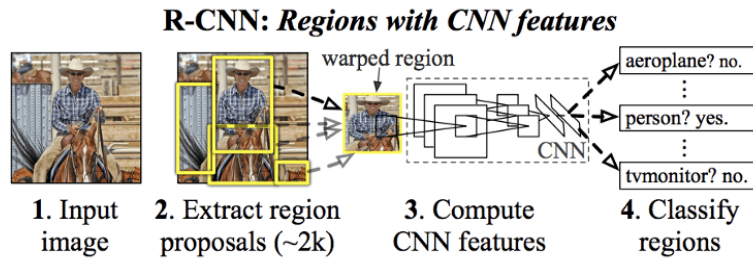 R-CNN: Regions with CNN features
warped region
aeroplane? no.
⋮
person? yes.
⋮
tvmonitor? no.
CNN
1. Input
image
2. Extract region
proposals (~2k)
3. Compute
CNN features
4. Classify
regions